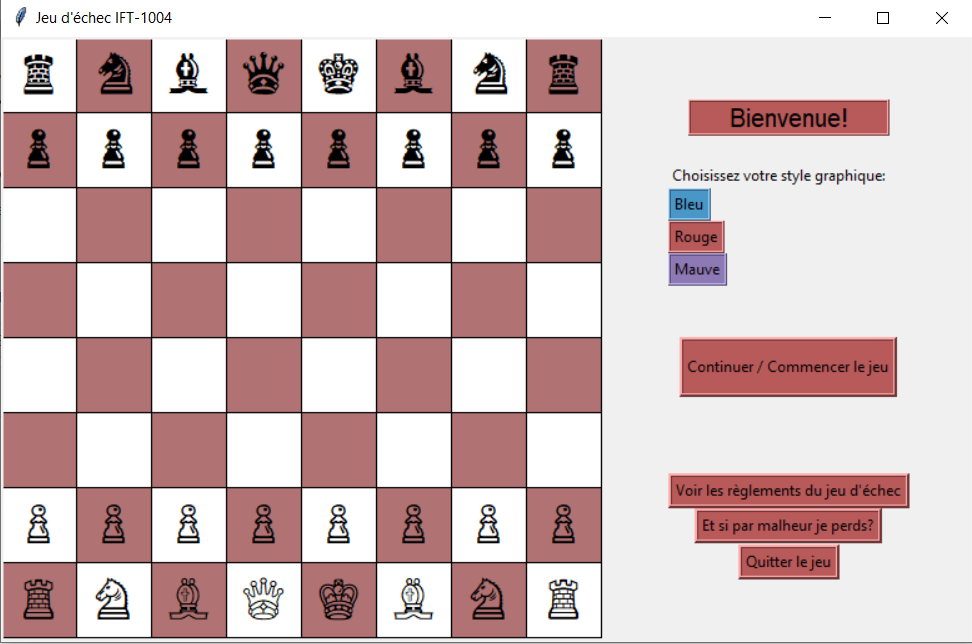 Jeu d'échec IFT-1004
Bienvenue!
Choisissez votre style graphique:
Bleu
Rouge
Mauve
Continuer / Commencer le jeu
Voir les règlements du jeu d'échec
Et si par malheur je perds?
Quitter le jeu